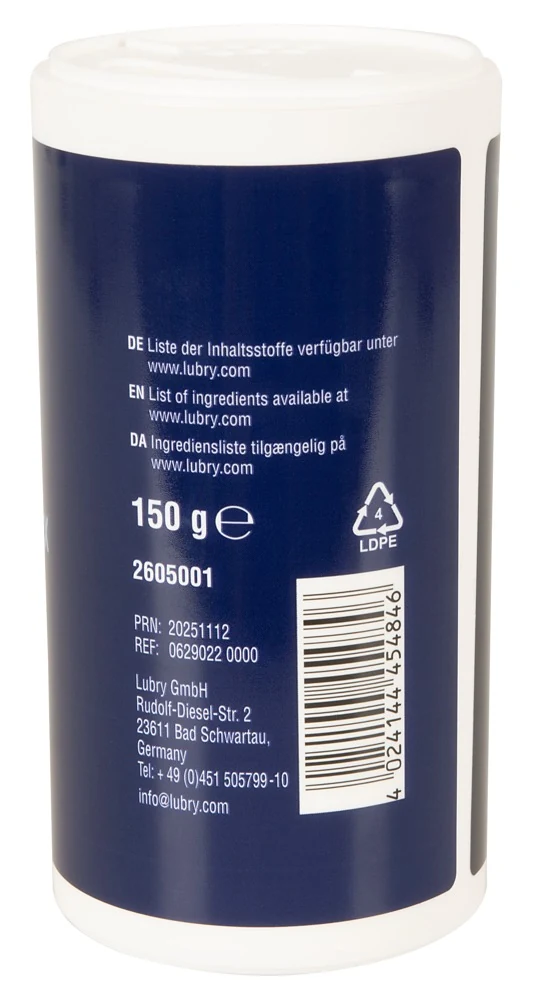 DE Liste der Inhaltsstoffe verfügbar unter
www.lubry.com
EN List of ingredients available at
www.lubry.com
DA Ingrediensliste tilgængelig på
www.lubry.com
150 g ℮
4
LDPE
2605001
PRN: 20251112
REF: 0629022 0000
Lubry GmbH
Rudolf-Diesel-Str. 2
23611 Bad Schwartau,
Germany
Tel: + 49 (0)451 505799-10
info@lubry.com
4 024144 454846